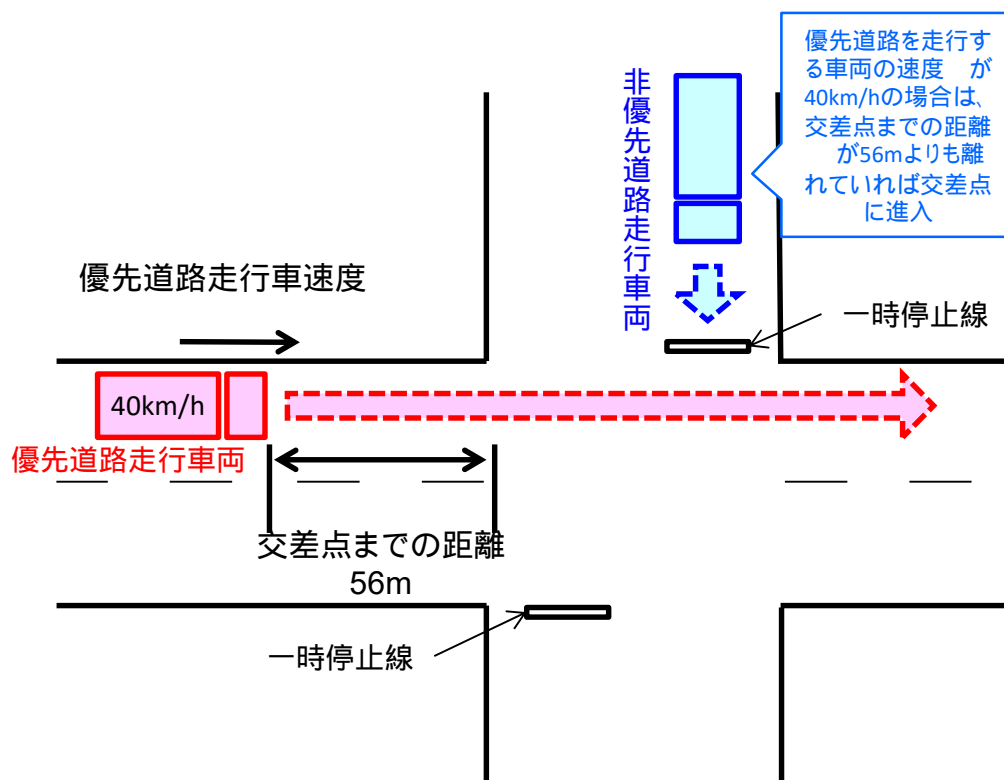 優先道路を走行す
る車両の速度 が
40km/hの場合は、
交差点までの距離
が56mよりも離
れていれば交差点
に進入
非優先道路走行車両
優先道路走行車速度
一時停止線
40km/h
優先道路走行車両
交差点までの距離
56m
一時停止線